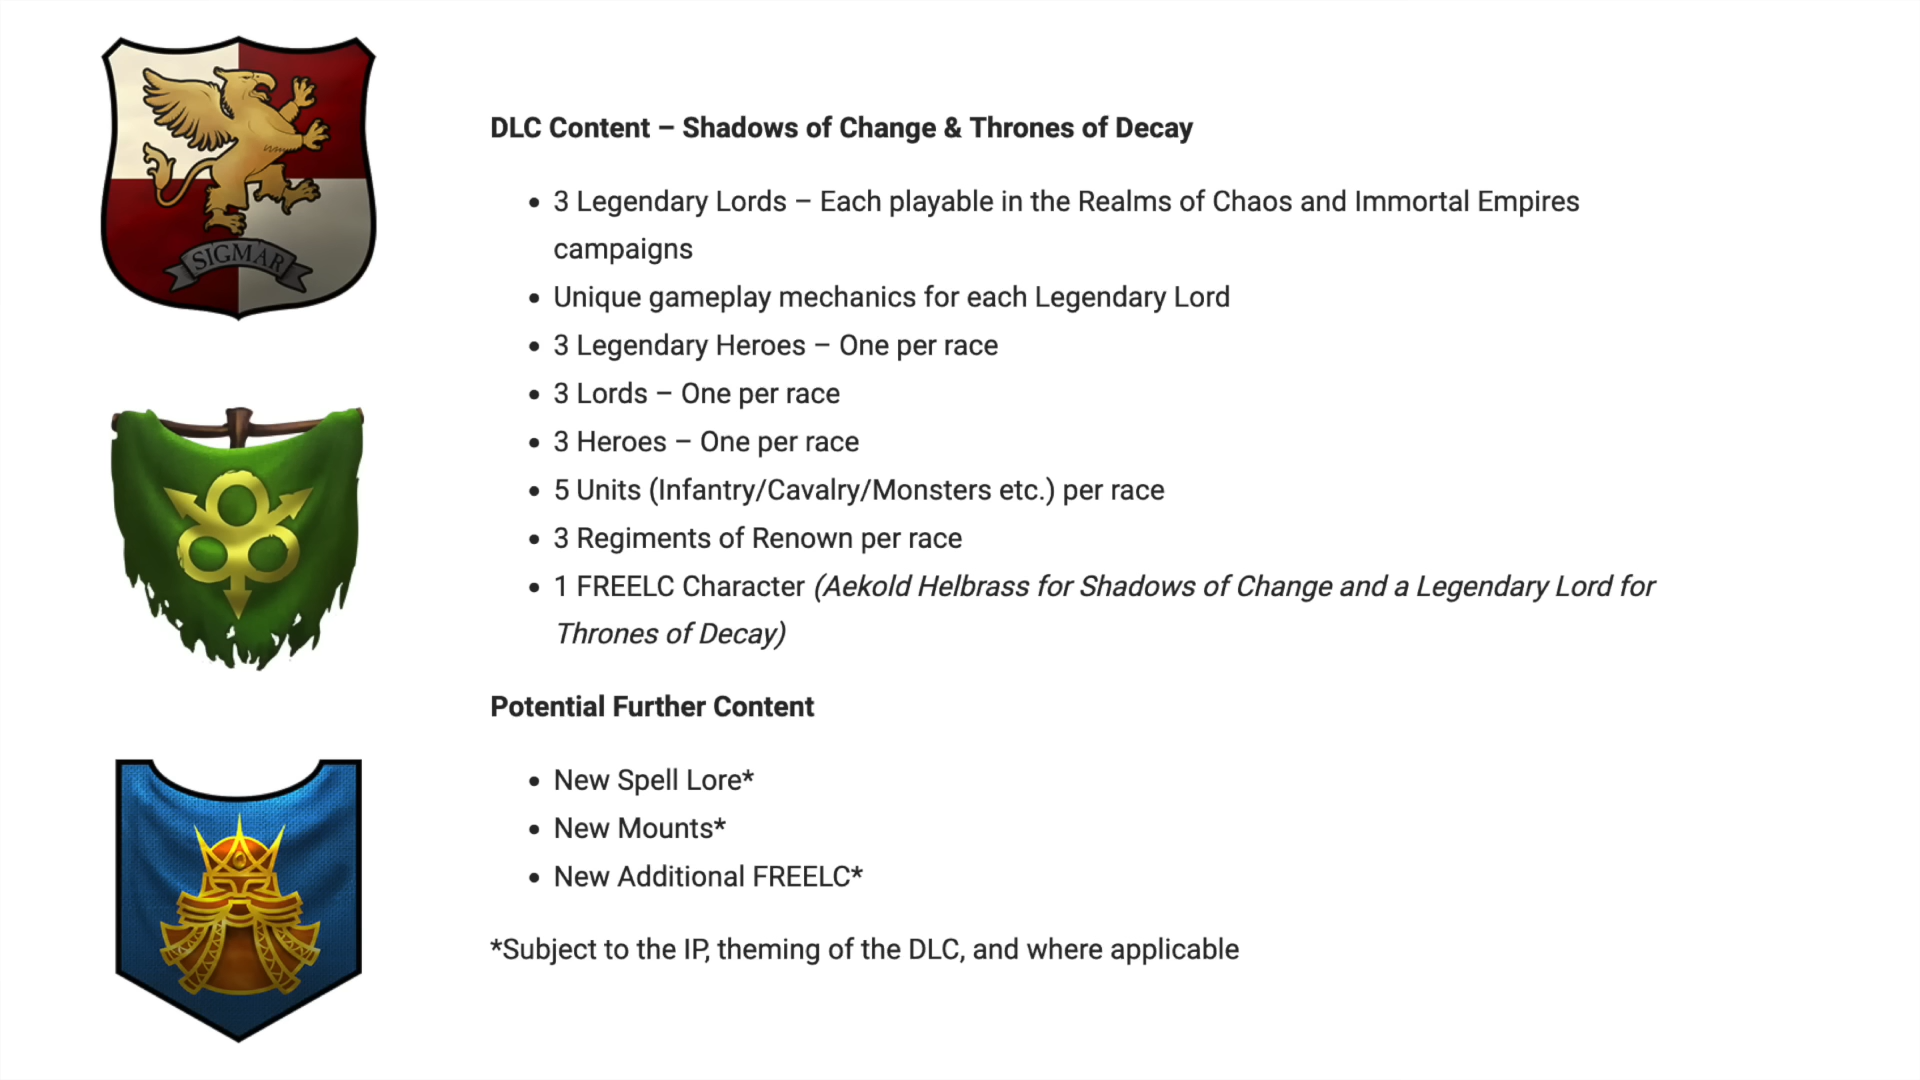 SIGMAR
DLC Content – Shadows of Change & Thrones of Decay
• 3 Legendary Lords – Each playable in the Realms of Chaos and Immortal Empires
campaigns
• Unique gameplay mechanics for each Legendary Lord
• 3 Legendary Heroes – One per race
• 3 Lords – One per race
• 3 Heroes – One per race
• 5 Units (Infantry/Cavalry/Monsters etc.) per race
• 3 Regiments of Renown per race
• 1 FREELC Character (Aekold Helbrass for Shadows of Change and a Legendary Lord for
Thrones of Decay)
Potential Further Content
• New Spell Lore*
• New Mounts*
• New Additional FREELC*
*Subject to the IP, theming of the DLC, and where applicable